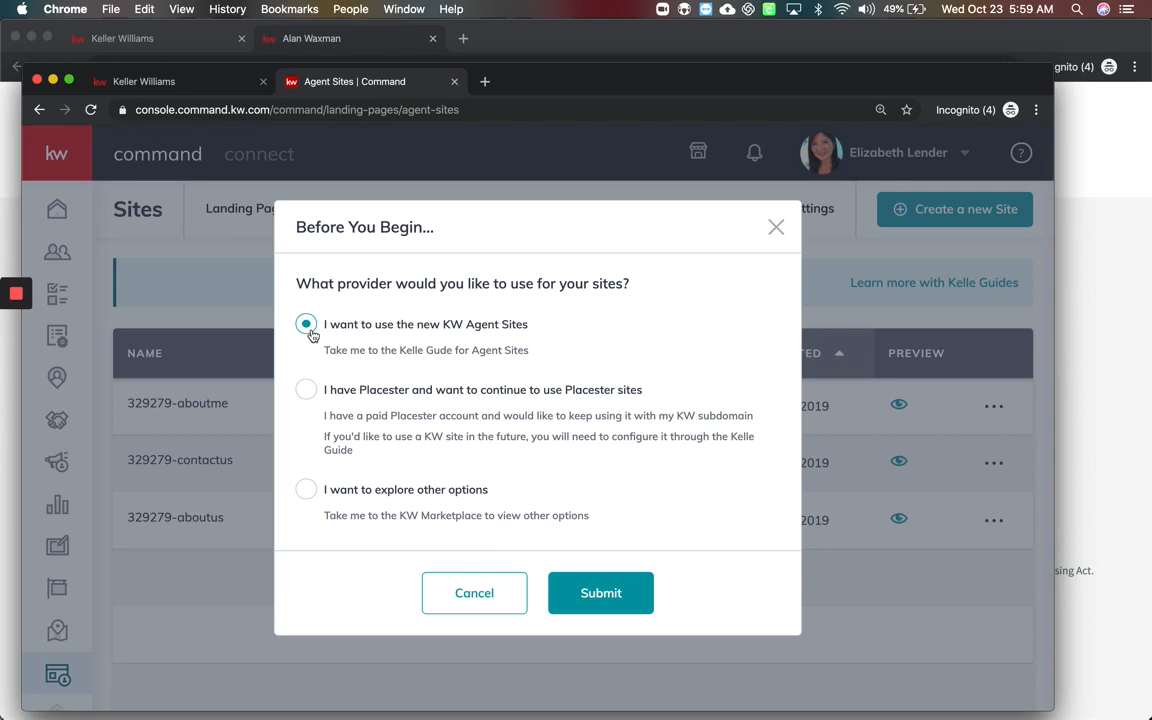 Chrome File Edit View History Bookmarks People Window Help 49% Wed Oct 23 5:59 AM
kw Keller Williams Alan Waxman
gnito (4)
kw Keller Williams kw Agent Sites | Command
console.command.kw.com/command/landing-pages/agent-sites Incognito (4)
kw command connect Elizabeth Lender ?
Sites Landing Pag ttings Create a new Site
Before You Begin...
Learn more with Kelle Guides
What provider would you like to use for your sites?
I want to use the new KW Agent Sites
Take me to the Kelle Gude for Agent Sites
I have Placester and want to continue to use Placester sites
I have a paid Placester account and would like to keep using it with my KW subdomain
If you'd like to use a KW site in the future, you will need to configure it through the Kelle
Guide
I want to explore other options
Take me to the KW Marketplace to view other options
Cancel Submit
NAME TED PREVIEW
329279-aboutme 2019
329279-contactus 2019
329279-aboutus 2019
sing Act.